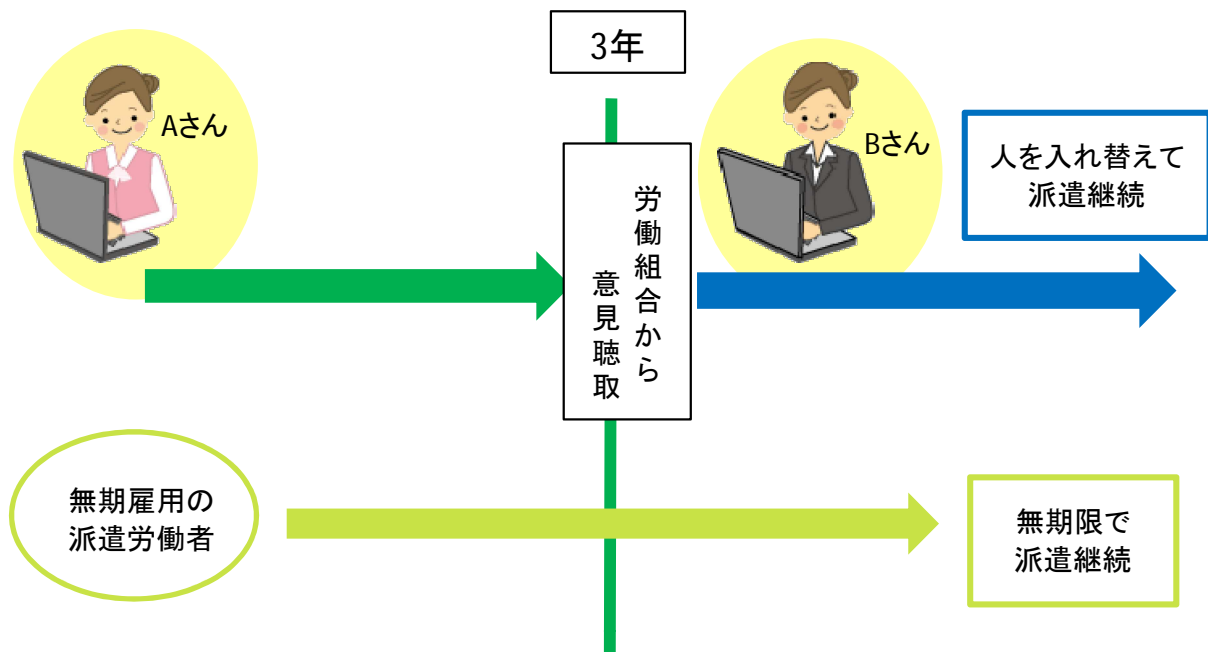 3年
Aさん
Bさん
人を入れ替えて
派遣継続
労働組合から
意見聴取
無期雇用の
派遣労働者
無期限で
派遣継続